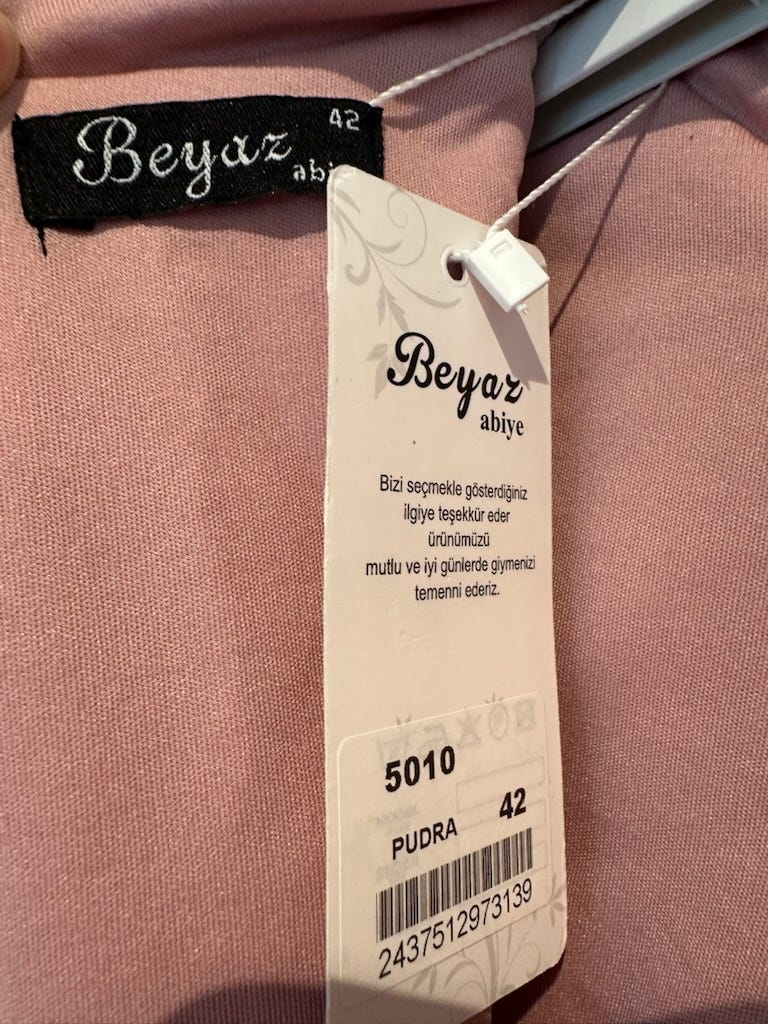 Beyaz 42
Beyaz
abiye
Bizi seçmekle gösterdiğiniz
ilgiye teşekkür eder
ürünümüzü
mutlu ve iyi günlerde giymenizi
temenni ederiz.
5010
PUDRA 42
2437512973139